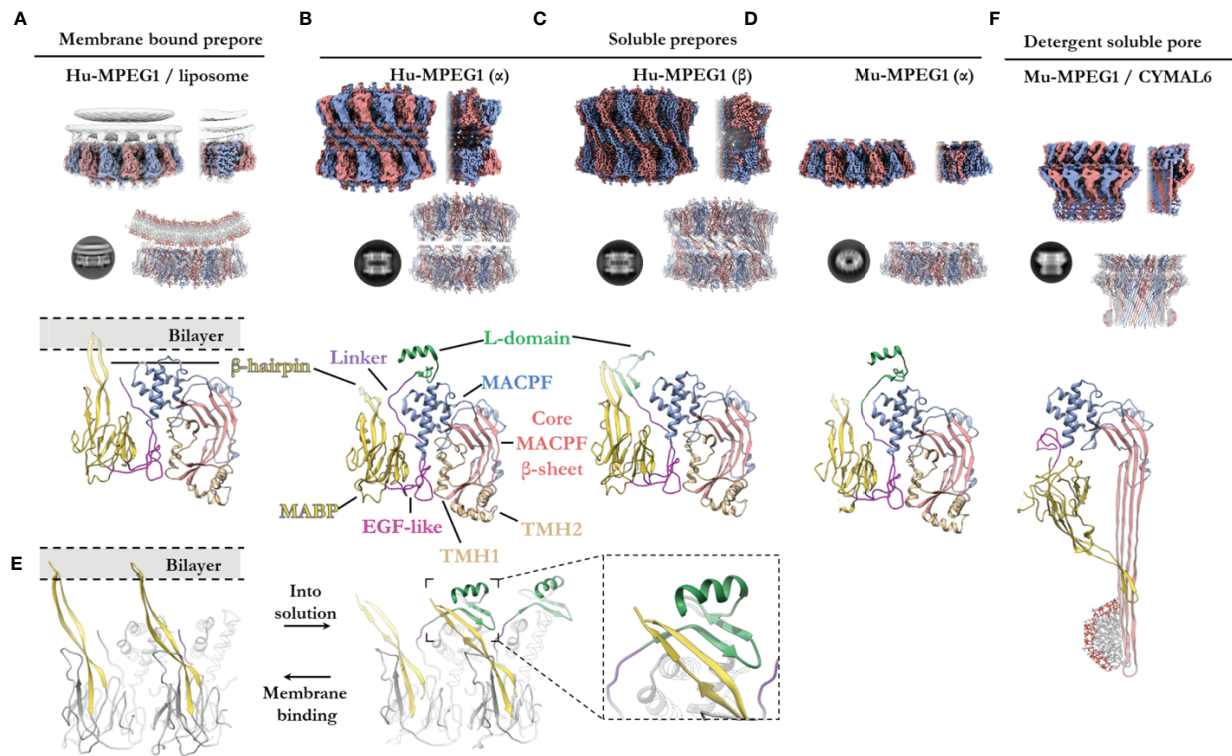 A
B
C
D
F
Membrane bound prepore
Soluble prepores
Detergent soluble pore
Hu-MPEG1 / liposome
Hu-MPEG1 (α)
Hu-MPEG1 (β)
Mu-MPEG1 (α)
Mu-MPEG1 / CYMAL6
Bilayer
β-hairpin
Linker
L-domain
MACPF
Core
MACPF
β-sheet
MABP
EGF-like
TMH2
TMH1
E
Bilayer
Into
solution
Membrane
binding